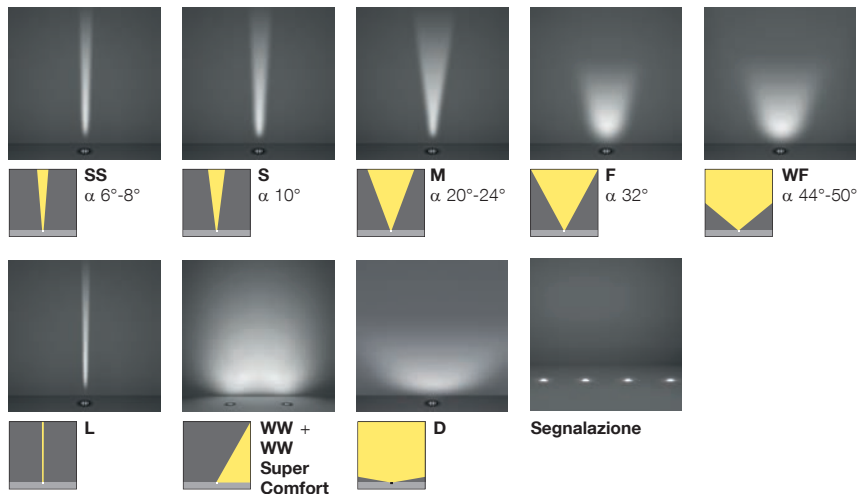 SS
α 6°-8°
S
α 10°
M
α 20°-24°
F
α 32°
WF
α 44°-50°
L
WW +
WW
Super
Comfort
D
Segnalazione